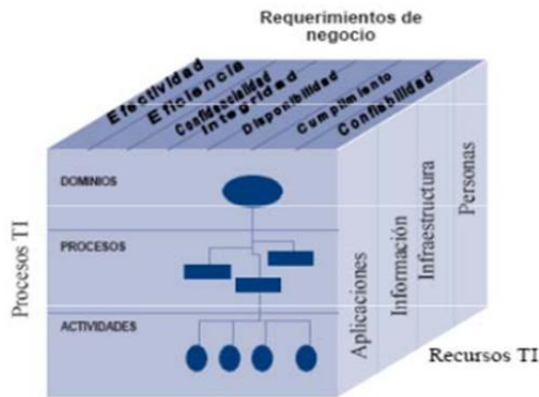 Requerimientos de
negocio
Efectividad
Eficiencia
Confidencialidad
Integridad
Disponibilidad
Cumplimiento
Confiabilidad
DOMINIOS
PROCESOS
ACTIVIDADES
Procesos TI
Aplicaciones
Información
Infraestructura
Personas
Recursos TI